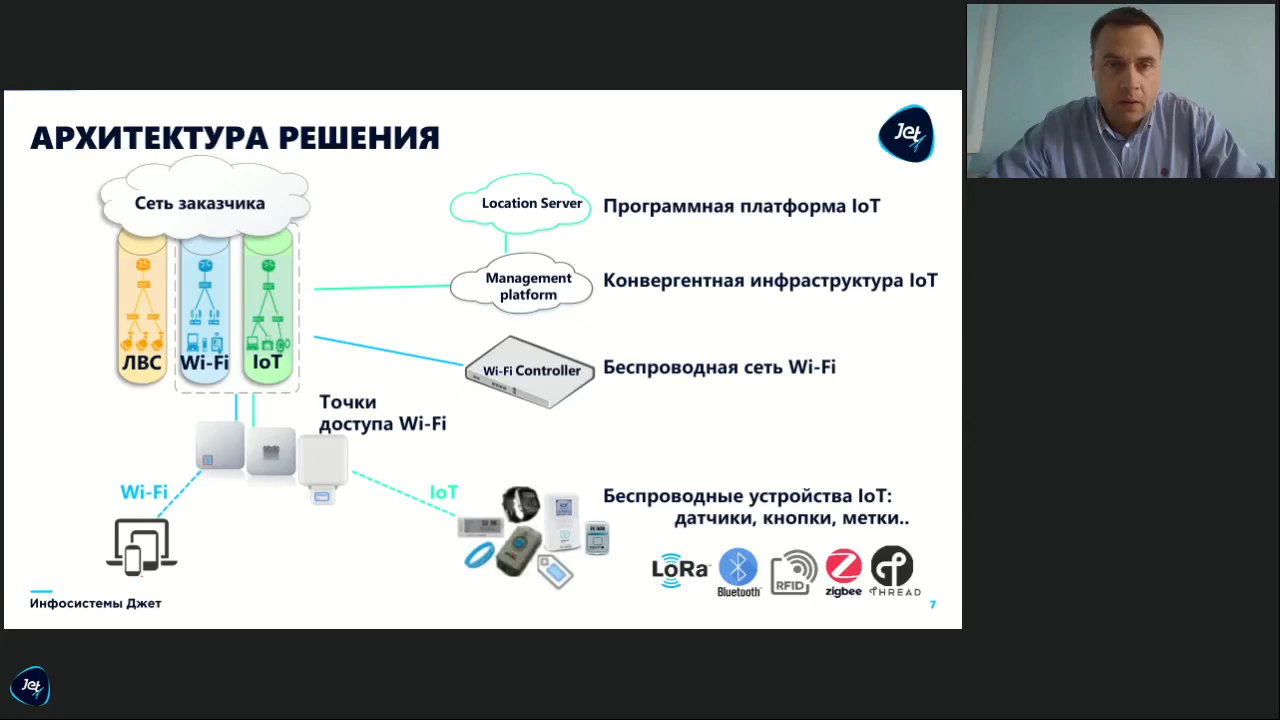 АРХИТЕКТУРА РЕШЕНИЯ
Jet
Сеть заказчика
ЛВС
Wi-Fi
IoT
Location Server
Программная платформа IoT
Management
platform
Конвергентная инфраструктура IoT
Wi-Fi Controller
Беспроводная сеть Wi-Fi
Точки
доступа Wi-Fi
Wi-Fi
IoT
Беспроводные устройства IoT:
датчики, кнопки, метки..
LoRa
Bluetooth
RFID
zigbee
THREAD
Инфосистемы Джет
7
Jet